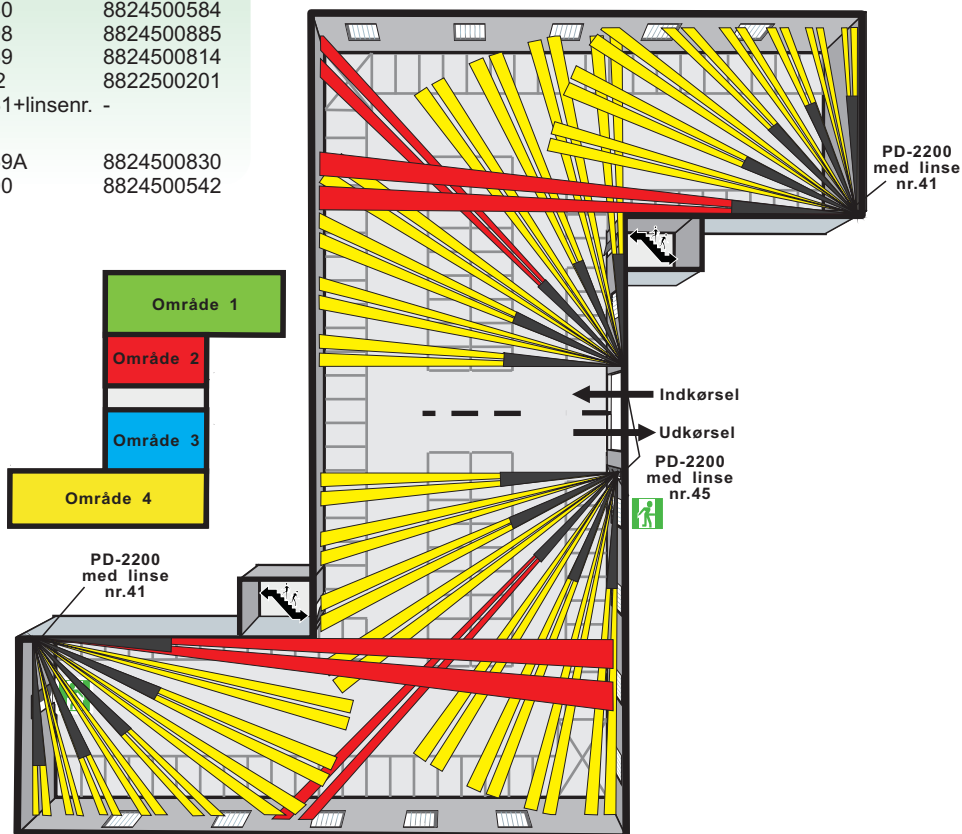 0 8824500584
8 8824500885
9 8824500814
2 8822500201
1+linsenr. -
9A 8824500830
0 8824500542
PD-2200
med linse
nr.41
Område 1
Område 2
Område 3
Område 4
Indkørsel
Udkørsel
PD-2200
med linse
nr.45
PD-2200
med linse
nr.41